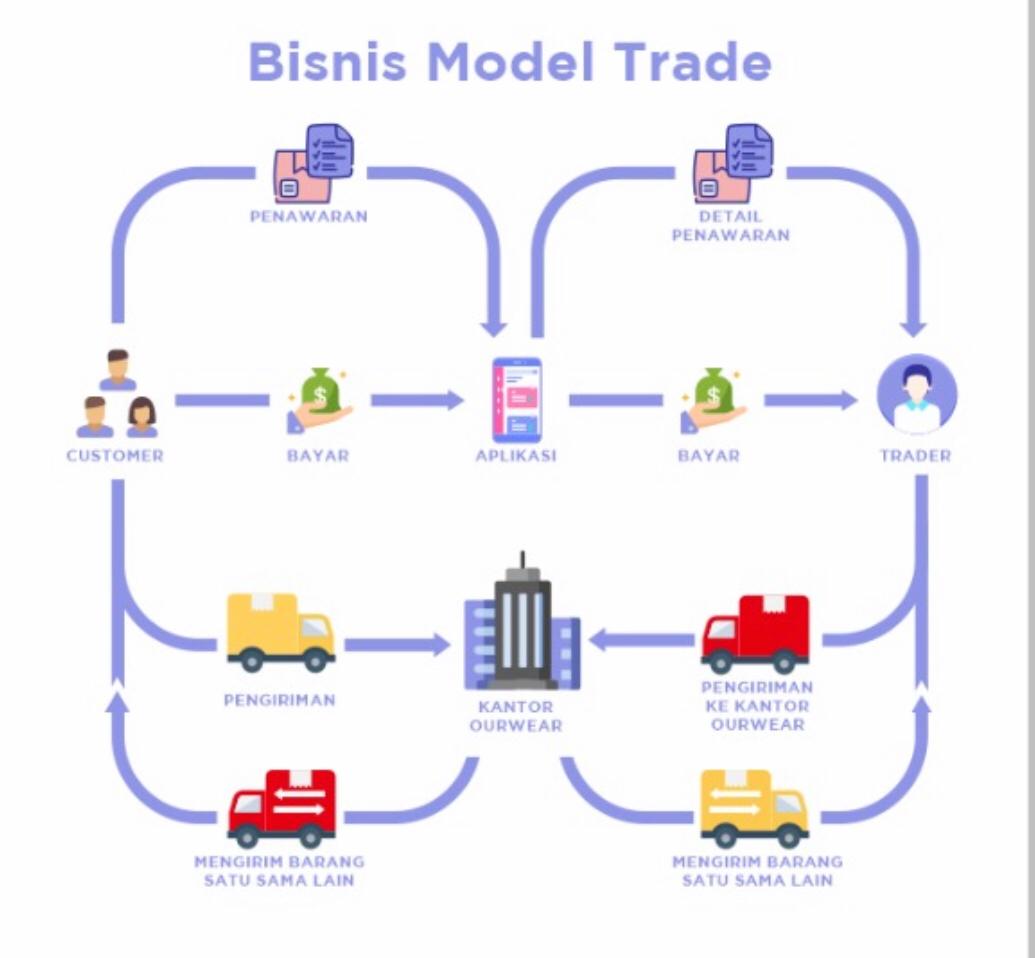 Bisnis Model Trade
PENAWARAN
DETAIL
PENAWARAN
$
$
CUSTOMER
BAYAR
APLIKASI
BAYAR
TRADER
PENGIRIMAN
KANTOR
OURWEAR
PENGIRIMAN
KE KANTOR
OURWEAR
MENGIRIM BARANG
SATU SAMA LAIN
MENGIRIM BARANG
SATU SAMA LAIN